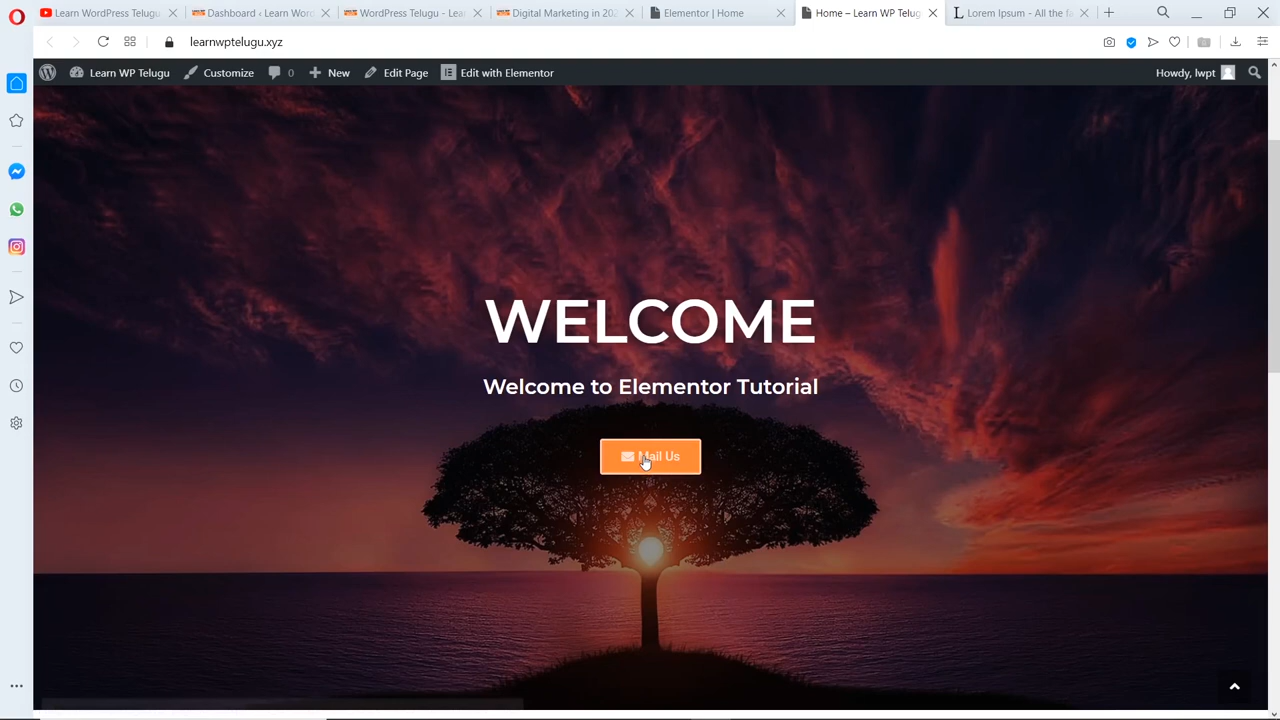 Learn WordPress Telugu
Dashboard ‹ Learn Word
WordPress Telugu - Lea
Digital Marketing in 202
Elementor | Home
Home – Learn WP Telug
Lorem Ipsum - All the fa
learnwptelugu.xyz
Learn WP Telugu
Customize
0
New
Edit Page
Edit with Elementor
Howdy, lwpt
WELCOME
Welcome to Elementor Tutorial
Mail Us